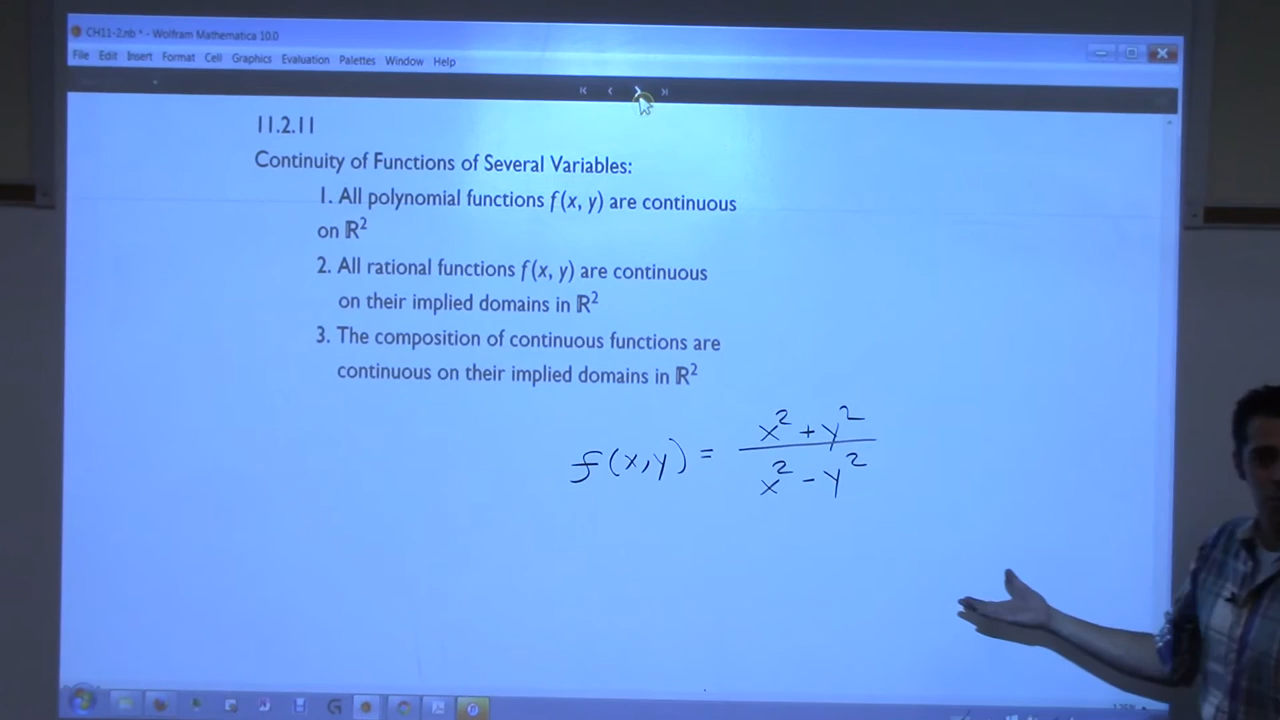 CH11-2.nb * - Wolfram Mathematica 10.0
File Edit Insert Format Cell Graphics Evaluation Palettes Window Help
11.2.11
Continuity of Functions of Several Variables:
1. All polynomial functions f(x, y) are continuous
on ℝ²
2. All rational functions f(x, y) are continuous
on their implied domains in ℝ²
3. The composition of continuous functions are
continuous on their implied domains in ℝ²
f(x,y) = (x² + y²) / (x² - y²)